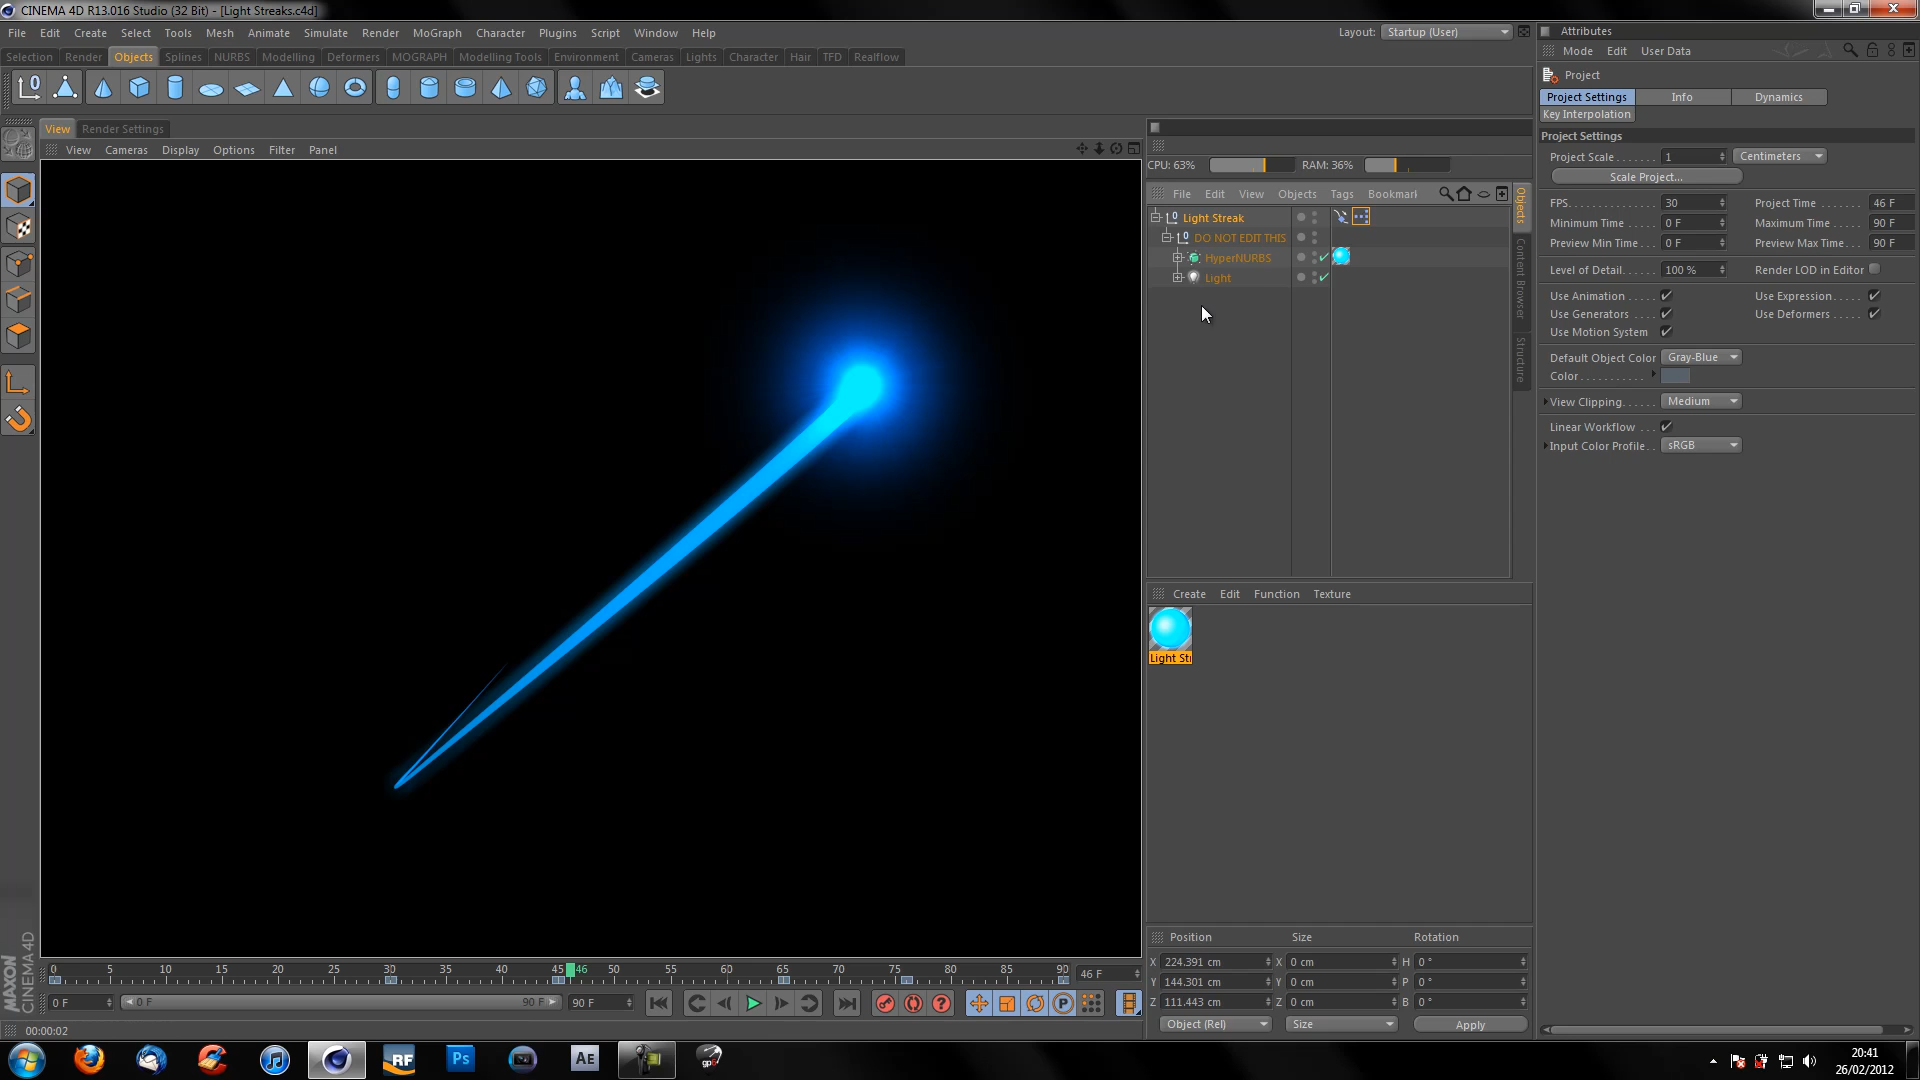 CINEMA 4D R13.016 Studio (32 Bit) - [Light Streaks.c4d]
File Edit Create Select Tools Mesh Animate Simulate Render MoGraph Character Plugins Script Window Help
Layout: Startup (User)
Selection Render Objects Splines NURBS Modelling Deformers MOGRAPH Modelling Tools Environment Cameras Lights Character Hair TFD Realflow
View Render Settings
View Cameras Display Options Filter Panel
CPU: 63% RAM: 36%
File Edit View Objects Tags Bookmar
Light Streak
DO NOT EDIT THIS
HyperNURBS
Light
Objects
Content Browser
Structure
Create Edit Function Texture
Light Str
Position Size Rotation
X 224.391 cm X 0 cm H 0 °
Y 144.301 cm Y 0 cm P 0 °
Z 111.443 cm Z 0 cm B 0 °
Object (Rel) Size Apply
Attributes
Mode Edit User Data
Project
Project Settings Info Dynamics
Key Interpolation
Project Settings
Project Scale 1 Centimeters
Scale Project...
FPS 30 Project Time 46 F
Minimum Time 0 F Maximum Time 90 F
Preview Min Time 0 F Preview Max Time 90 F
Level of Detail 100 % Render LOD in Editor
Use Animation Use Expression
Use Generators Use Deformers
Use Motion System
Default Object Color Gray-Blue
Color
View Clipping Medium
Linear Workflow
Input Color Profile sRGB
0 5 10 15 20 25 30 35 40 45 46 50 55 60 65 70 75 80 85 90 46 F
0 F 0 F 90 F 90 F
00:00:02
MAXON
CINEMA 4D
RF Ps AE gp6
20:41
26/02/2012